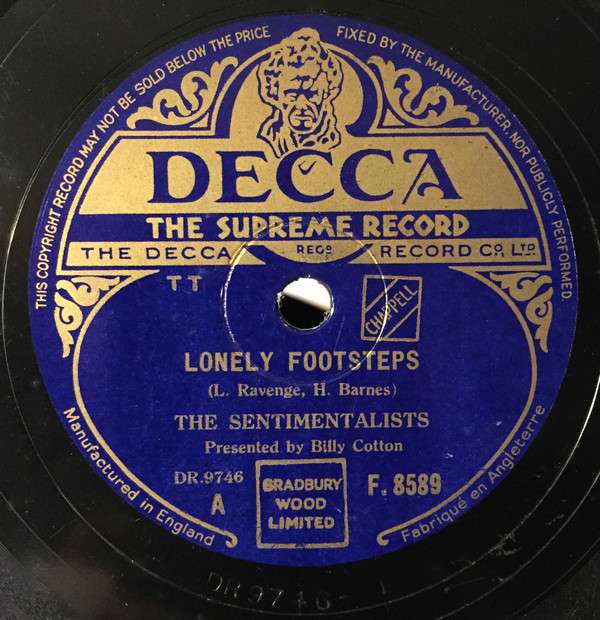 THIS COPYRIGHT RECORD MAY NOT BE SOLD BELOW THE PRICE FIXED BY THE MANUFACTURER, NOR PUBLICLY PERFORMED.
DECCA
THE SUPREME RECORD
THE DECCA REGD RECORD CO. LTD.
TT
CHAPPELL
LONELY FOOTSTEPS
(L. Ravenge, H. Barnes)
THE SENTIMENTALISTS
Presented by Billy Cotton
DR.9746
A
BRADBURY
WOOD
LIMITED
F. 8589
Manufactured in England
Fabriqué en Angleterre
DR 9746- 1